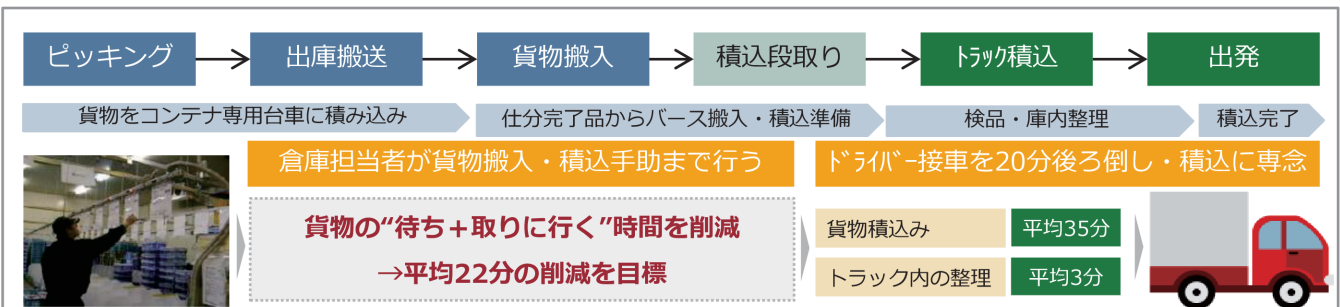 ピッキング
出庫搬送
貨物搬入
積込段取り
ﾄﾗｯｸ積込
出発
貨物をコンテナ専用台車に積み込み
仕分完了品からバース搬入・積込準備
検品・庫内整理
積込完了
倉庫担当者が貨物搬入・積込手助まで行う
ﾄﾞﾗｲﾊﾞｰ接車を20分後ろ倒し・積込に専念
貨物の“待ち＋取りに行く”時間を削減
→平均22分の削減を目標
貨物積込み
平均35分
トラック内の整理
平均3分